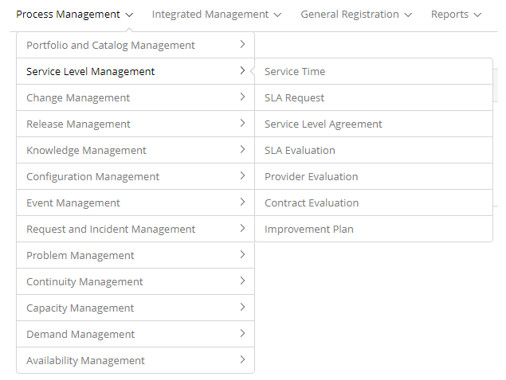 Process Management Integrated Management General Registration Reports
Portfolio and Catalog Management
Service Level Management
Change Management
Release Management
Knowledge Management
Configuration Management
Event Management
Request and Incident Management
Problem Management
Continuity Management
Capacity Management
Demand Management
Availability Management
Service Time
SLA Request
Service Level Agreement
SLA Evaluation
Provider Evaluation
Contract Evaluation
Improvement Plan